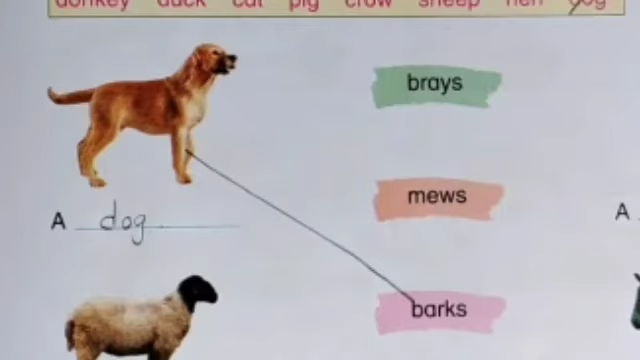 donkey duck cat pig crow sheep hen dog
brays
mews
A dog
A
barks